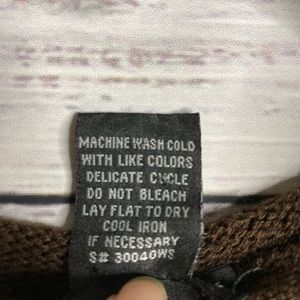 MACHINE WASH COLD
WITH LIKE COLORS
DELICATE CYCLE
DO NOT BLEACH
LAY FLAT TO DRY
COOL IRON
IF NECESSARY
S# 30040WS